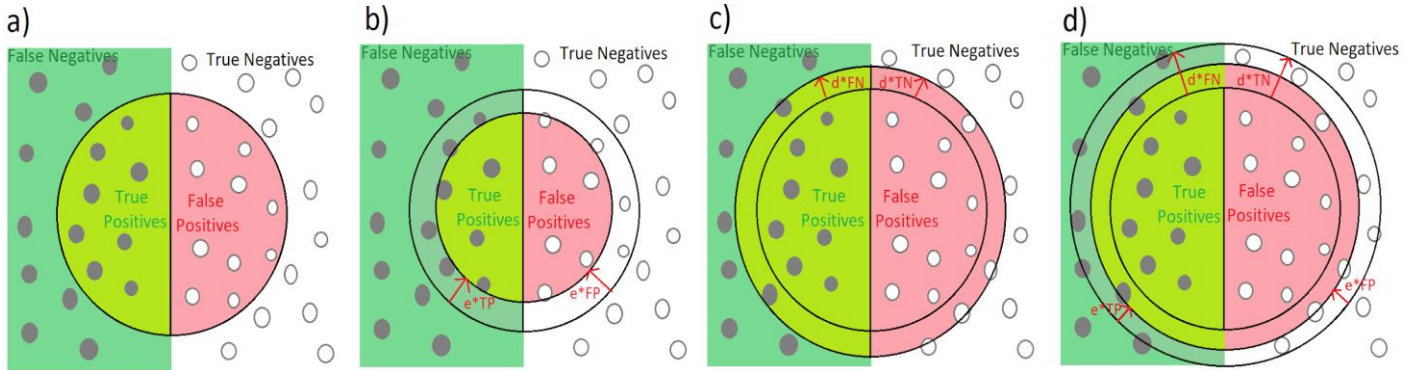 a)
False Negatives
True Negatives
True
Positives
False
Positives
b)
False Negatives
True Negatives
True
Positives
False
Positives
e*TP
e*FP
c)
False Negatives
True Negatives
d*FN
d*TN
True
Positives
False
Positives
d)
False Negatives
True Negatives
d*FN
d*TN
True
Positives
False
Positives
e*TP
e*FP